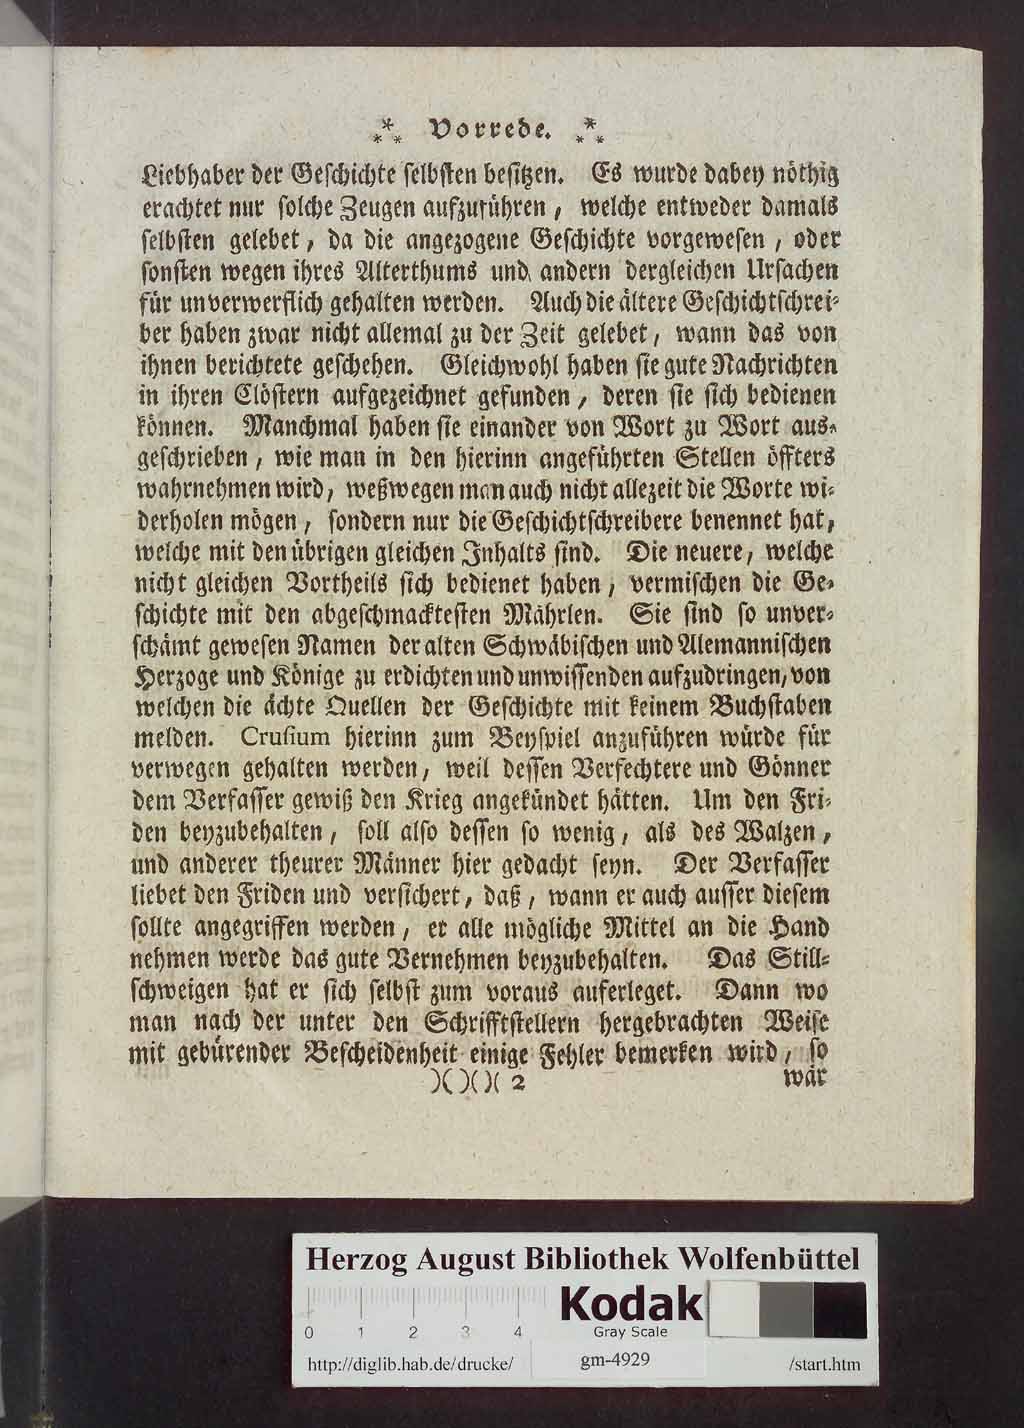 ⁂ Vorrede. ⁂
Liebhaber der Geschichte selbsten besitzen. Es wurde dabey nöthig
erachtet nur solche Zeugen aufzuführen, welche entweder damals
selbsten gelebet, da die angezogene Geschichte vorgewesen, oder
sonsten wegen ihres Alterthums und andern dergleichen Ursachen
für unverwerflich gehalten werden. Auch die ältere Geschichtschrei-
ber haben zwar nicht allemal zu der Zeit gelebet, wann das von
ihnen berichtete geschehen. Gleichwohl haben sie gute Nachrichten
in ihren Clöstern aufgezeichnet gefunden, deren sie sich bedienen
können. Manchmal haben sie einander von Wort zu Wort aus-
geschrieben, wie man in den hierinn angeführten Stellen öffters
wahrnehmen wird, weßwegen man auch nicht allezeit die Worte wi-
derholen mögen, sondern nur die Geschichtschreibere benennet hat,
welche mit den übrigen gleichen Inhalts sind. Die neuere, welche
nicht gleichen Vortheils sich bedienet haben, vermischen die Ge-
schichte mit den abgeschmacktesten Mährlen. Sie sind so unver-
schämt gewesen Namen der alten Schwäbischen und Alemannischen
Herzoge und Könige zu erdichten und unwissenden aufzudringen, von
welchen die ächte Quellen der Geschichte mit keinem Buchstaben
melden. Crusium hierinn zum Beyspiel anzuführen würde für
verwegen gehalten werden, weil dessen Verfechtere und Gönner
dem Verfasser gewiß den Krieg angekündet hätten. Um den Fri-
den beyzubehalten, soll also dessen so wenig, als des Walzen,
und anderer theurer Männer hier gedacht seyn. Der Verfasser
liebet den Friden und versichert, daß, wann er auch ausser diesem
sollte angegriffen werden, er alle mögliche Mittel an die Hand
nehmen werde das gute Vernehmen beyzubehalten. Das Still-
schweigen hat er sich selbst zum voraus auferleget. Dann wo
man nach der unter den Schrifftstellern hergebrachten Weise
mit gebürender Bescheidenheit einige Fehler bemerken wird, so
)( )( )( 2 wär
Herzog August Bibliothek Wolfenbüttel
Kodak
0 1 2 3 4 Gray Scale
http://diglib.hab.de/drucke/ gm-4929 /start.htm